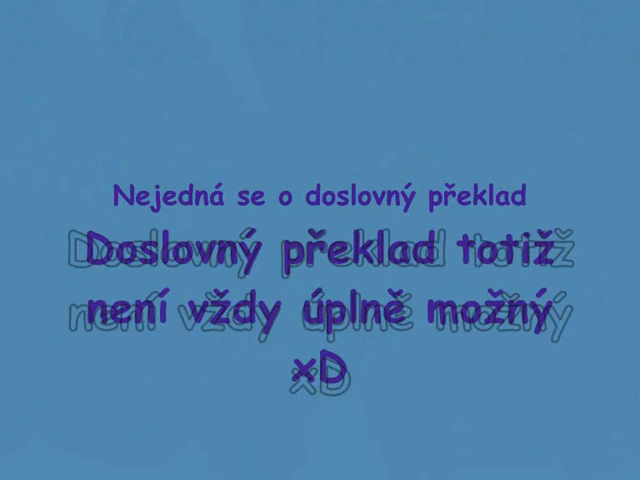 Nejedná se o doslovný překlad
Doslovný překlad totiž
není vždy úplně možný
xD